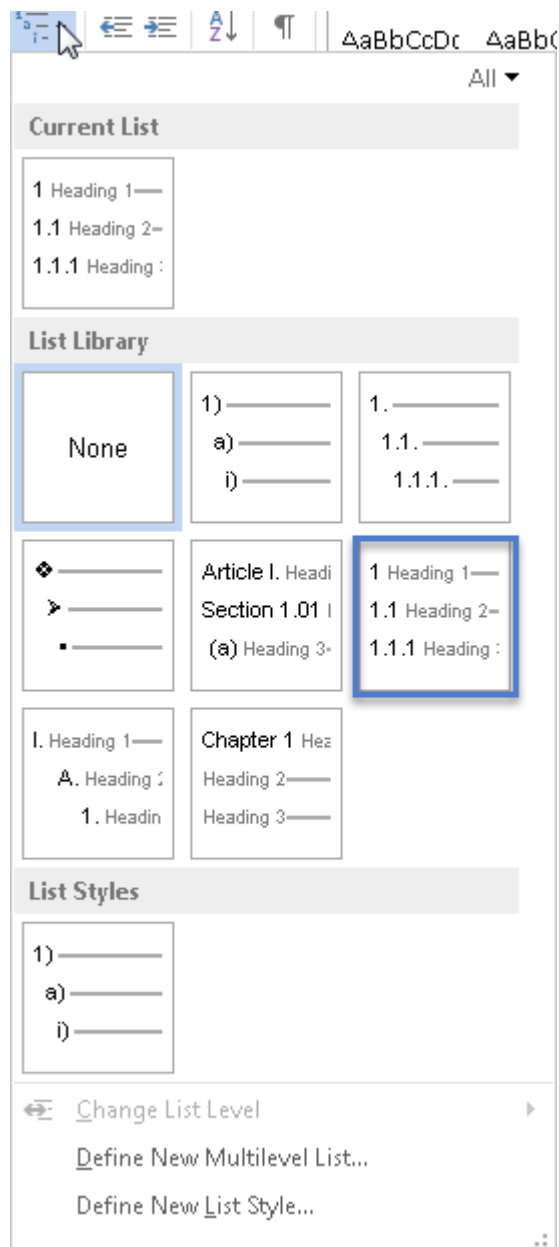 AaBbCcDc AaBb
All
Current List
1 Heading 1
1.1 Heading 2
1.1.1 Heading
List Library
None
1)
a)
i)
1.
1.1.
1.1.1.
Article I. Headi
Section 1.01
(a) Heading 3
1 Heading 1
1.1 Heading 2
1.1.1 Heading
I. Heading 1
A. Heading
1. Headin
Chapter 1 Hea
Heading 2
Heading 3
List Styles
1)
a)
i)
Change List Level
Define New Multilevel List...
Define New List Style...